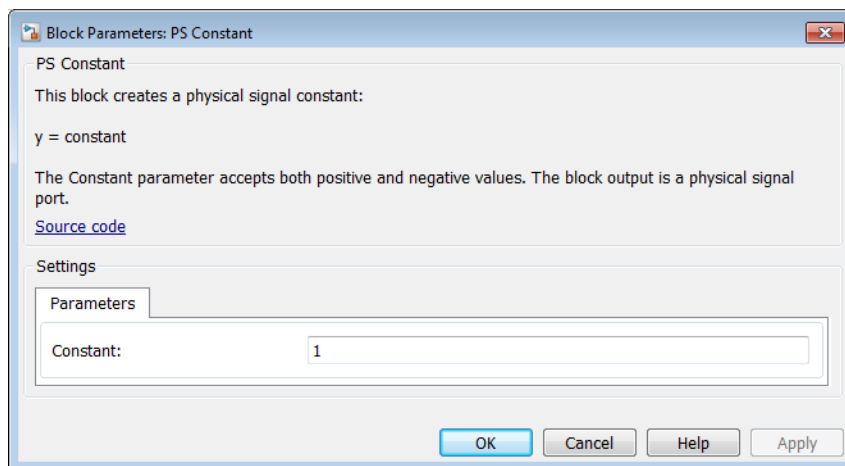 Block Parameters: PS Constant
PS Constant
This block creates a physical signal constant:
y = constant
The Constant parameter accepts both positive and negative values. The block output is a physical signal
port.
Source code
Settings
Parameters
Constant:
1
OK
Cancel
Help
Apply